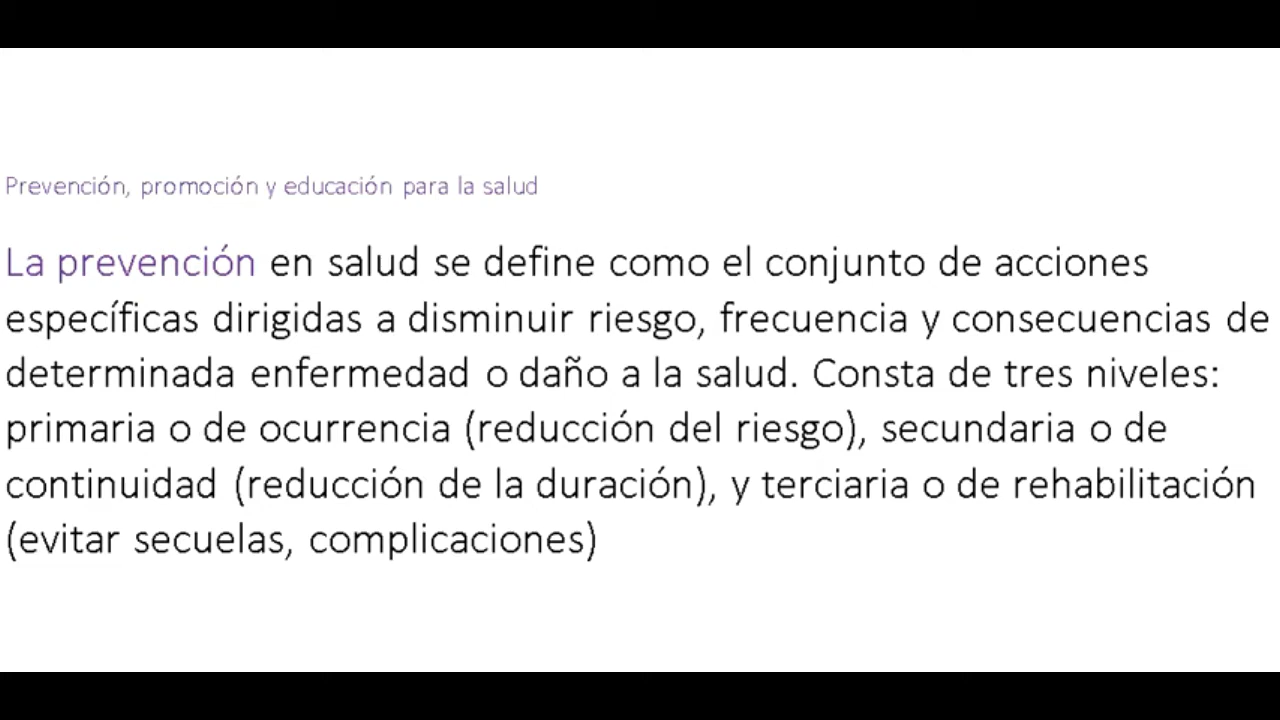 Prevención, promoción y educación para la salud
La prevención en salud se define como el conjunto de acciones
específicas dirigidas a disminuir riesgo, frecuencia y consecuencias de
determinada enfermedad o daño a la salud. Consta de tres niveles:
primaria o de ocurrencia (reducción del riesgo), secundaria o de
continuidad (reducción de la duración), y terciaria o de rehabilitación
(evitar secuelas, complicaciones)